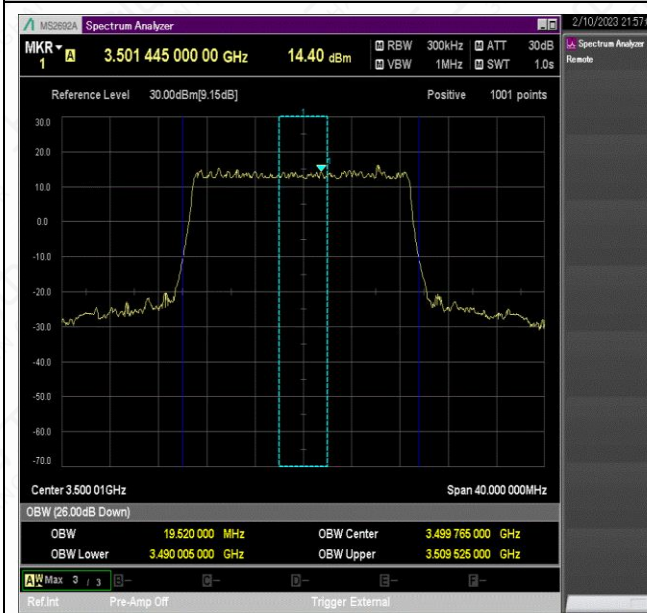 MS2692A Spectrum Analyzer
2/10/2023 21:57:
MKR 1 A 3.501 445 000 00 GHz 14.40 dBm
RBW 300kHz ATT 30dB
VBW 1MHz SWT 1.0s
Spectrum Analyzer
Remote
Reference Level 30.00dBm[9.15dB] Positive 1001 points
30.0
20.0
10.0
0.0
-10.0
-20.0
-30.0
-40.0
-50.0
-60.0
-70.0
Center 3.500 01GHz Span 40.000 000MHz
OBW (26.00dB Down)
OBW 19.520 000 MHz OBW Center 3.499 765 000 GHz
OBW Lower 3.490 005 000 GHz OBW Upper 3.509 525 000 GHz
A W Max 3 / 3 B- C- D- E- F-
Ref.Int Pre-Amp Off Trigger External